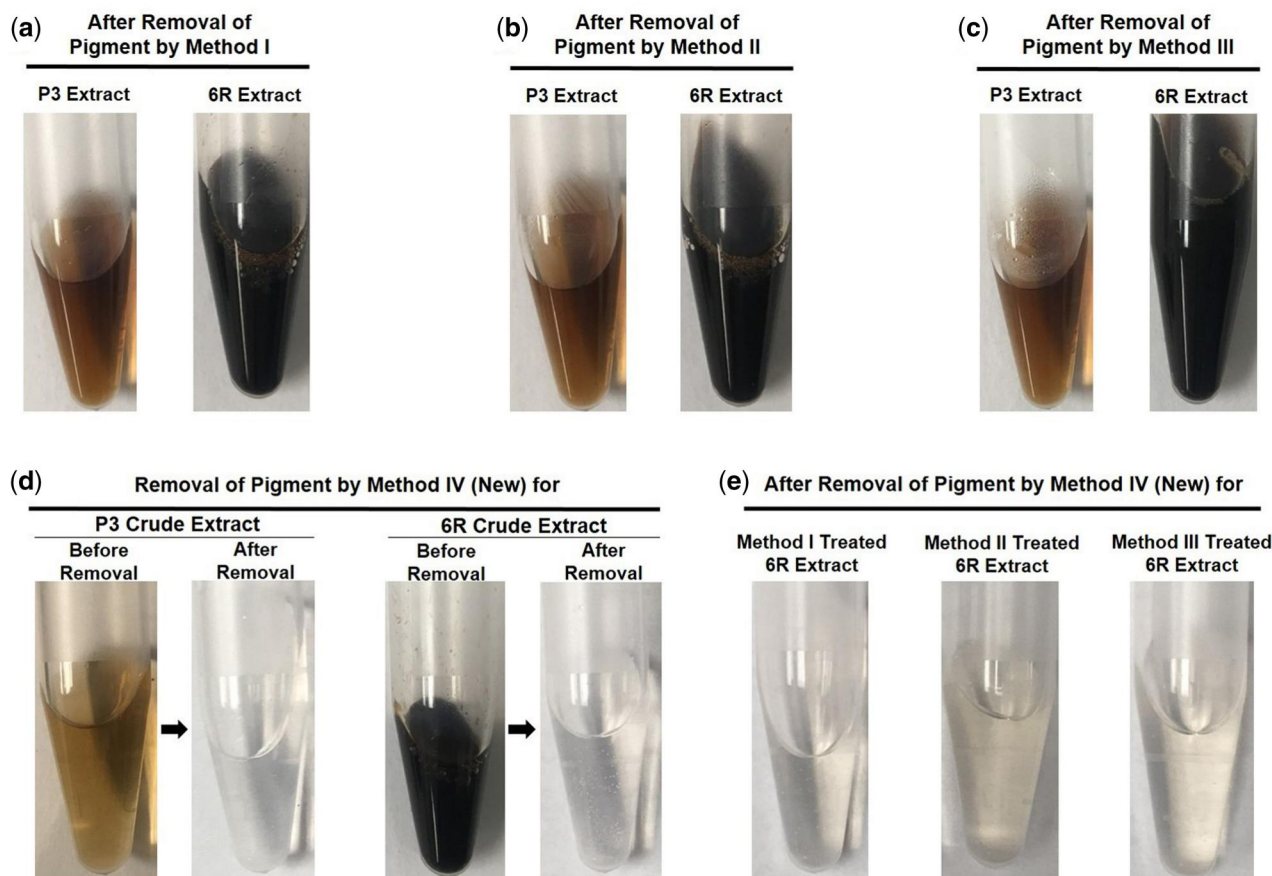 (a)
After Removal of
Pigment by Method I
P3 Extract
6R Extract
(b)
After Removal of
Pigment by Method II
P3 Extract
6R Extract
(c)
After Removal of
Pigment by Method III
P3 Extract
6R Extract
(d)
Removal of Pigment by Method IV (New) for
P3 Crude Extract
6R Crude Extract
Before
Removal
After
Removal
Before
Removal
After
Removal
(e)
After Removal of Pigment by Method IV (New) for
Method I Treated
6R Extract
Method II Treated
6R Extract
Method III Treated
6R Extract